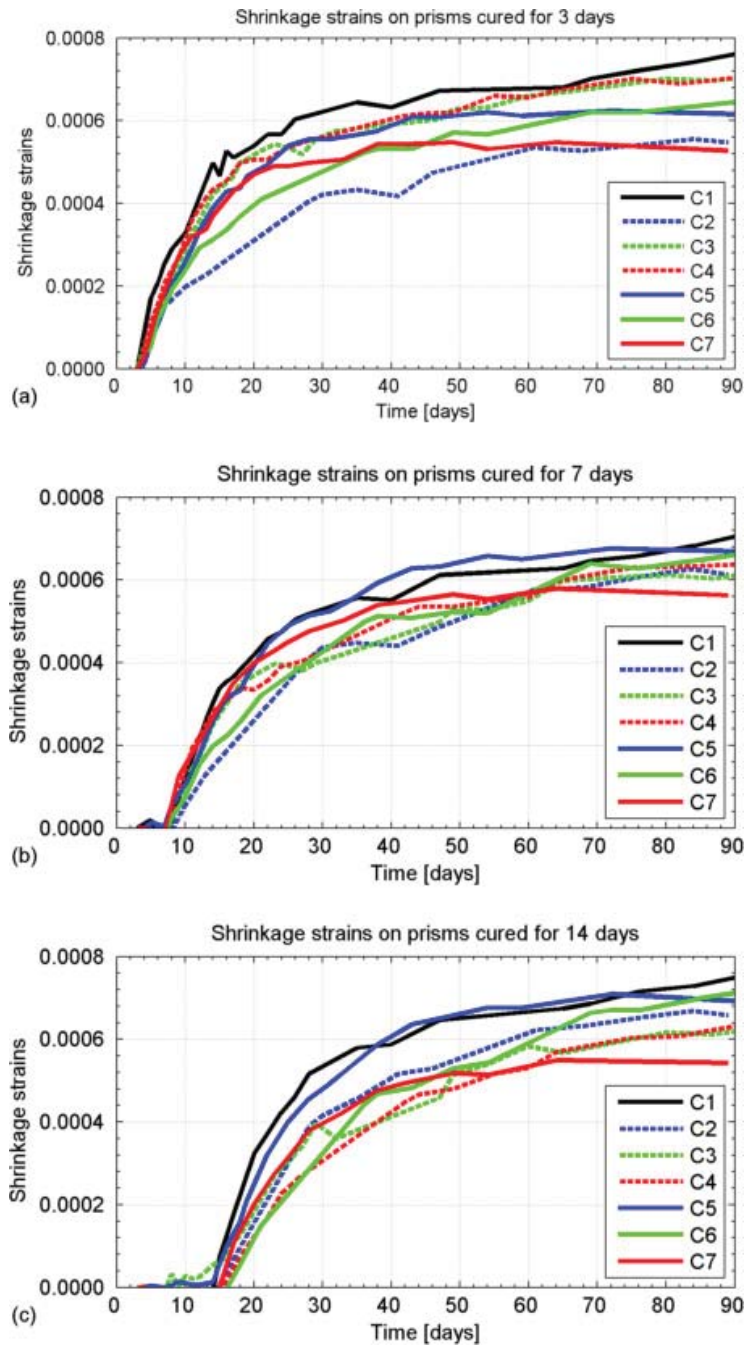 Shrinkage strains on prisms cured for 3 days
0.0008
0.0006
0.0004
0.0002
0.0000
Shrinkage strains
C1
C2
C3
C4
C5
C6
C7
0 10 20 30 40 50 60 70 80 90
(a)
Time [days]
Shrinkage strains on prisms cured for 7 days
0.0008
0.0006
0.0004
0.0002
0.0000
Shrinkage strains
C1
C2
C3
C4
C5
C6
C7
0 10 20 30 40 50 60 70 80 90
(b)
Time [days]
Shrinkage strains on prisms cured for 14 days
0.0008
0.0006
0.0004
0.0002
0.0000
Shrinkage strains
C1
C2
C3
C4
C5
C6
C7
0 10 20 30 40 50 60 70 80 90
(c)
Time [days]